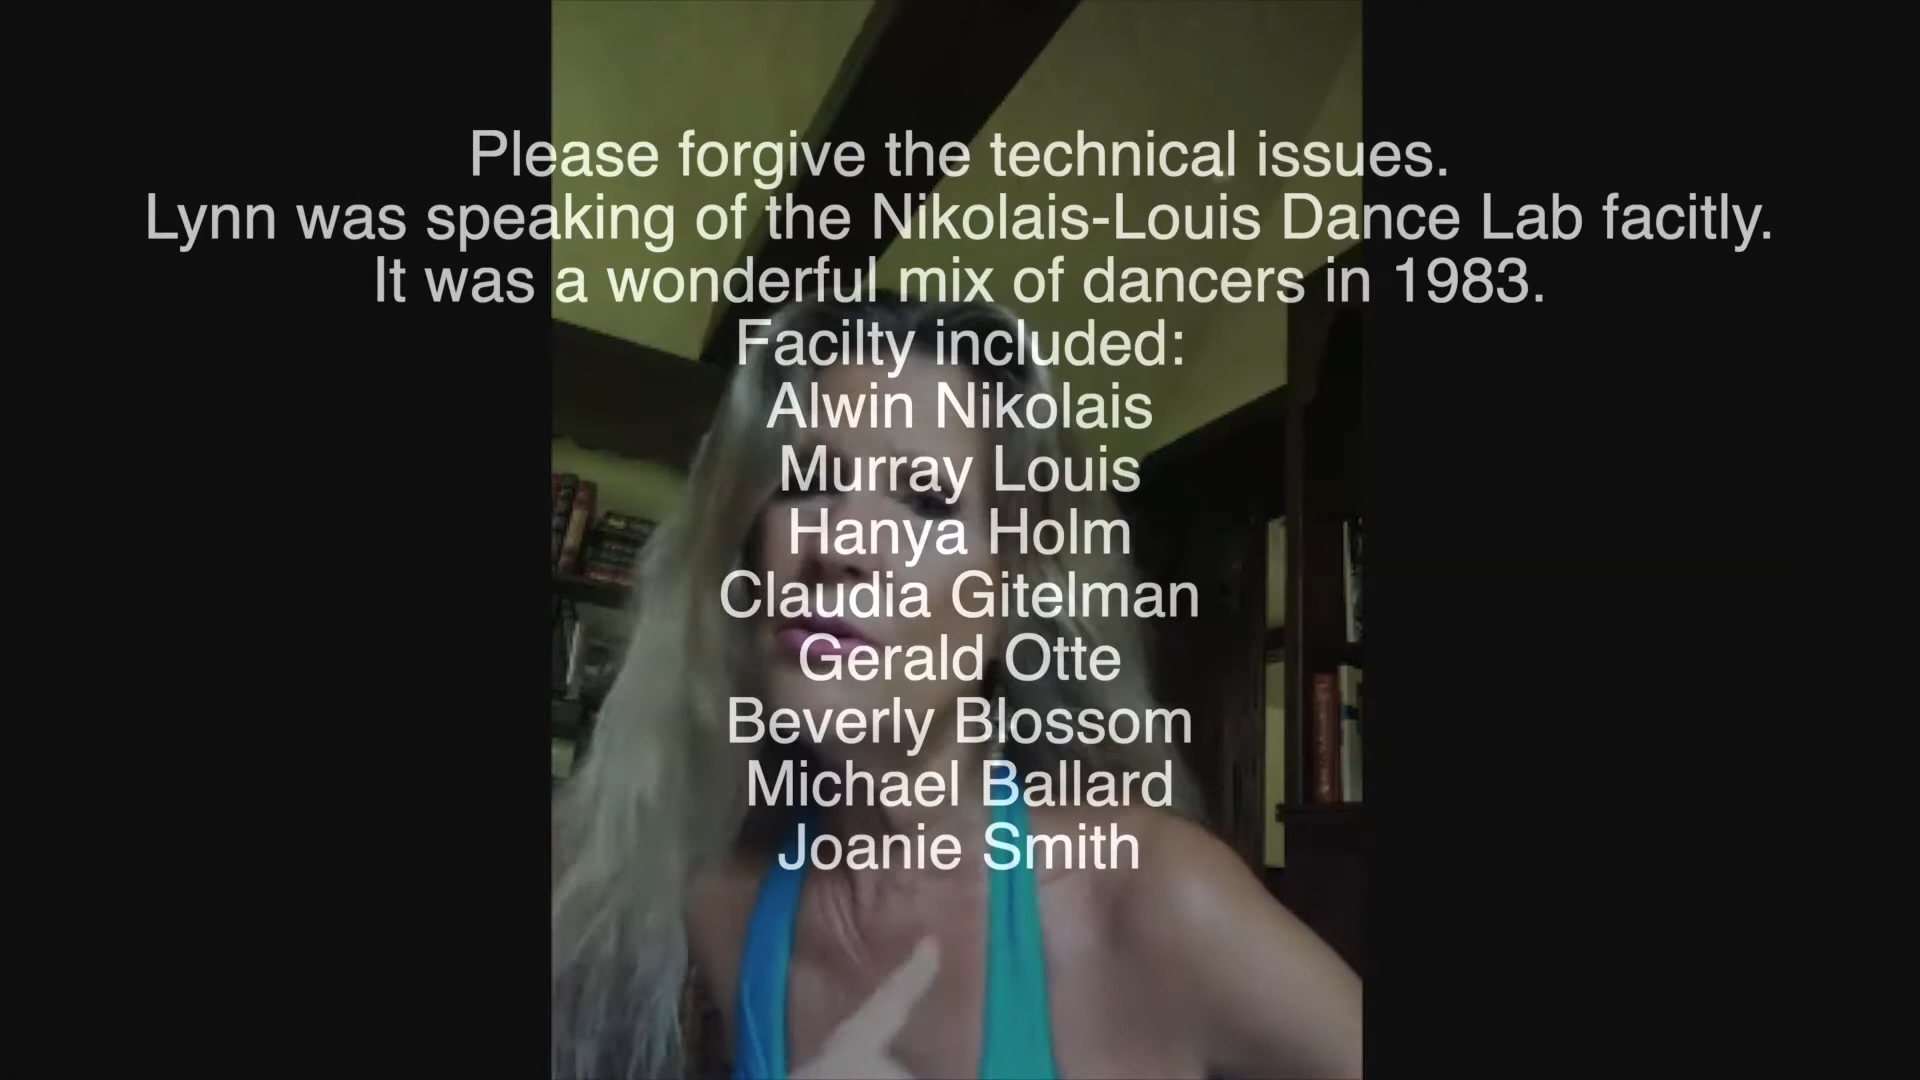 Please forgive the technical issues.
Lynn was speaking of the Nikolais-Louis Dance Lab facitly.
It was a wonderful mix of dancers in 1983.
Facilty included:
Alwin Nikolais
Murray Louis
Hanya Holm
Claudia Gitelman
Gerald Otte
Beverly Blossom
Michael Ballard
Joanie Smith